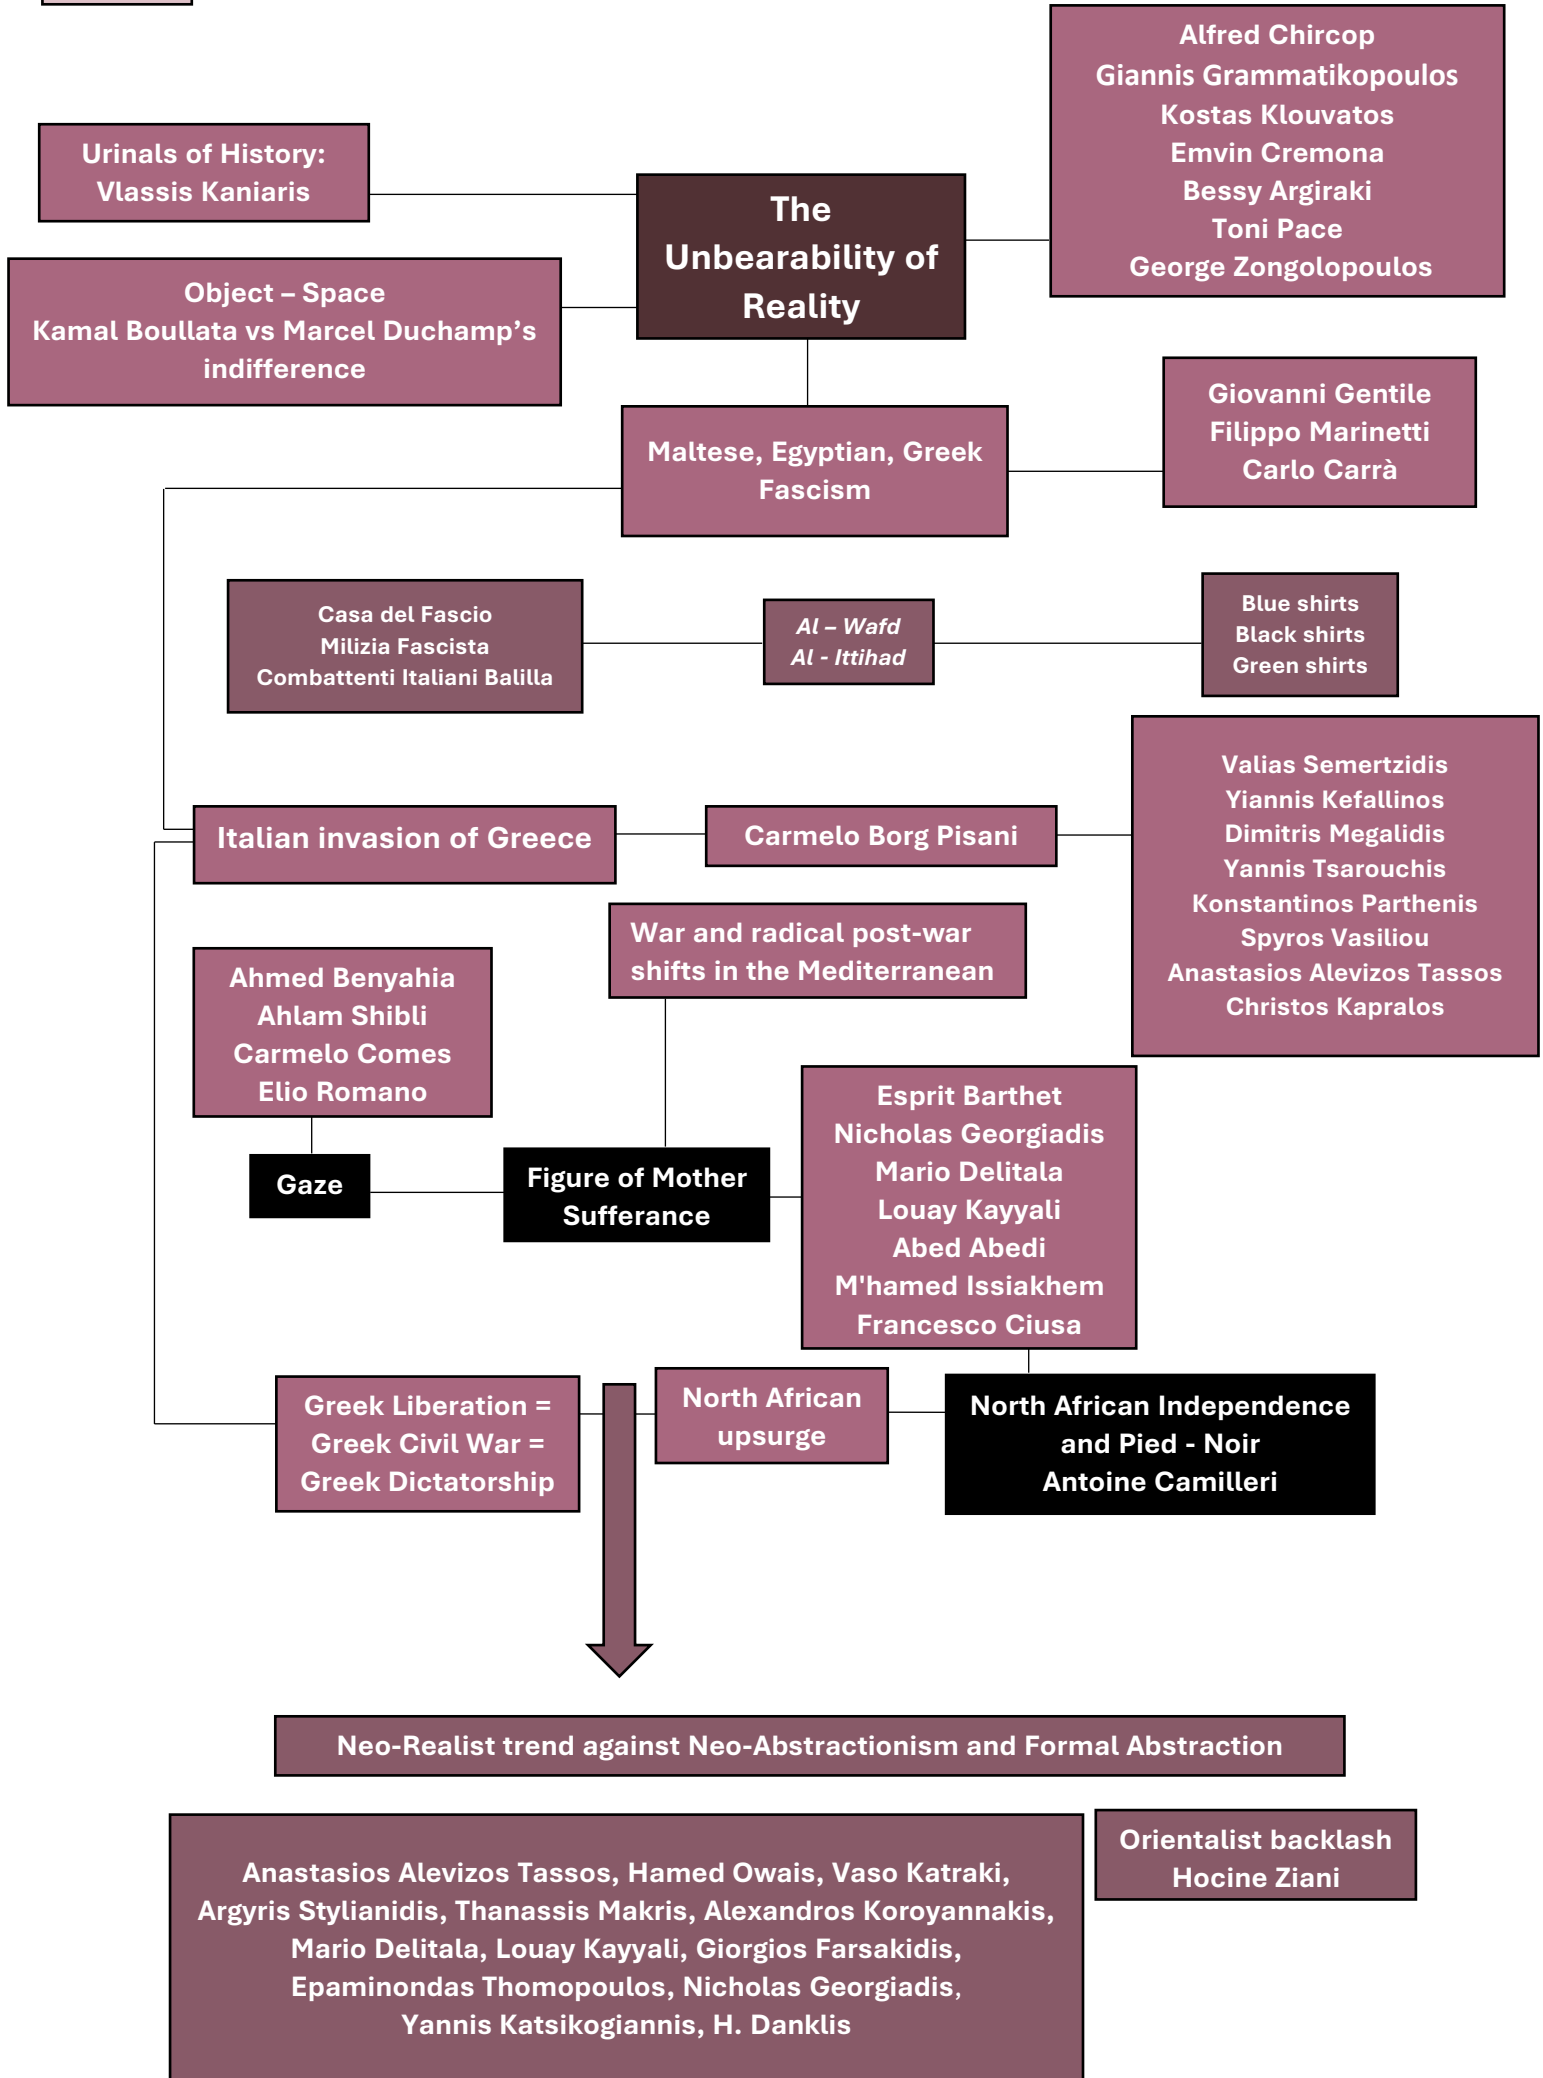 Alfred Chircop
Giannis Grammatikopoulos
Kostas Klouvatos
Emvin Cremona
Bessy Argiraki
Toni Pace
George Zongolopoulos
Urinals of History:
Vlassis Kaniaris
The
Unbearability of
Reality
Object – Space
Kamal Boullata vs Marcel Duchamp’s
indifference
Giovanni Gentile
Filippo Marinetti
Carlo Carrà
Maltese, Egyptian, Greek
Fascism
Casa del Fascio
Milizia Fascista
Combattenti Italiani Balilla
Al – Wafd
Al - Ittihad
Blue shirts
Black shirts
Green shirts
Italian invasion of Greece
Carmelo Borg Pisani
Valias Semertzidis
Yiannis Kefallinos
Dimitris Megalidis
Yannis Tsarouchis
Konstantinos Parthenis
Spyros Vasiliou
Anastasios Alevizos Tassos
Christos Kapralos
War and radical post-war
shifts in the Mediterranean
Ahmed Benyahia
Ahlam Shibli
Carmelo Comes
Elio Romano
Gaze
Figure of Mother
Sufferance
Esprit Barthet
Nicholas Georgiadis
Mario Delitala
Louay Kayyali
Abed Abedi
M'hamed Issiakhem
Francesco Ciusa
Greek Liberation =
Greek Civil War =
Greek Dictatorship
North African
upsurge
North African Independence
and Pied - Noir
Antoine Camilleri
Neo-Realist trend against Neo-Abstractionism and Formal Abstraction
Anastasios Alevizos Tassos, Hamed Owais, Vaso Katraki,
Argyris Stylianidis, Thanassis Makris, Alexandros Koroyannakis,
Mario Delitala, Louay Kayyali, Giorgios Farsakidis,
Epaminondas Thomopoulos, Nicholas Georgiadis,
Yannis Katsikogiannis, H. Danklis
Orientalist backlash
Hocine Ziani